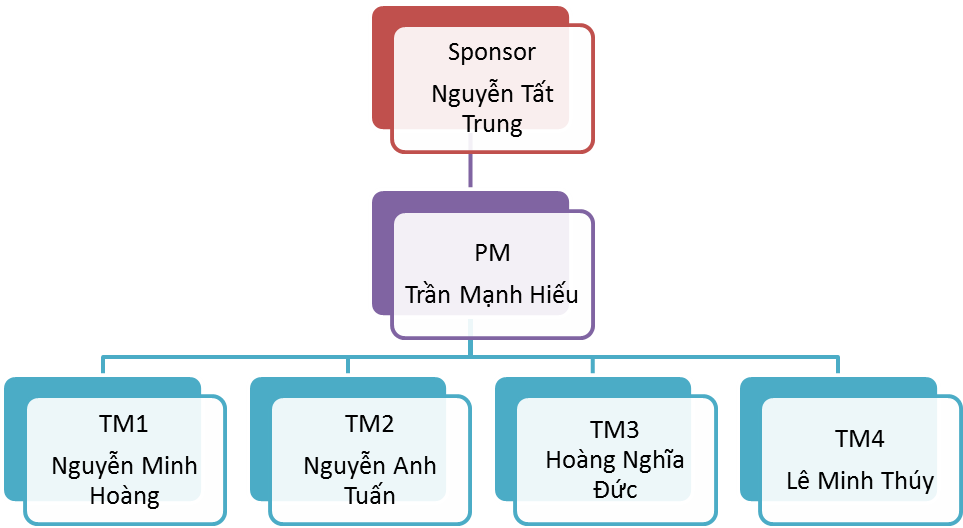 Sponsor
Nguyễn Tất
Trung
PM
Trần Mạnh Hiếu
TM1
Nguyễn Minh
Hoàng
TM2
Nguyễn Anh
Tuấn
TM3
Hoàng Nghĩa
Đức
TM4
Lê Minh Thúy